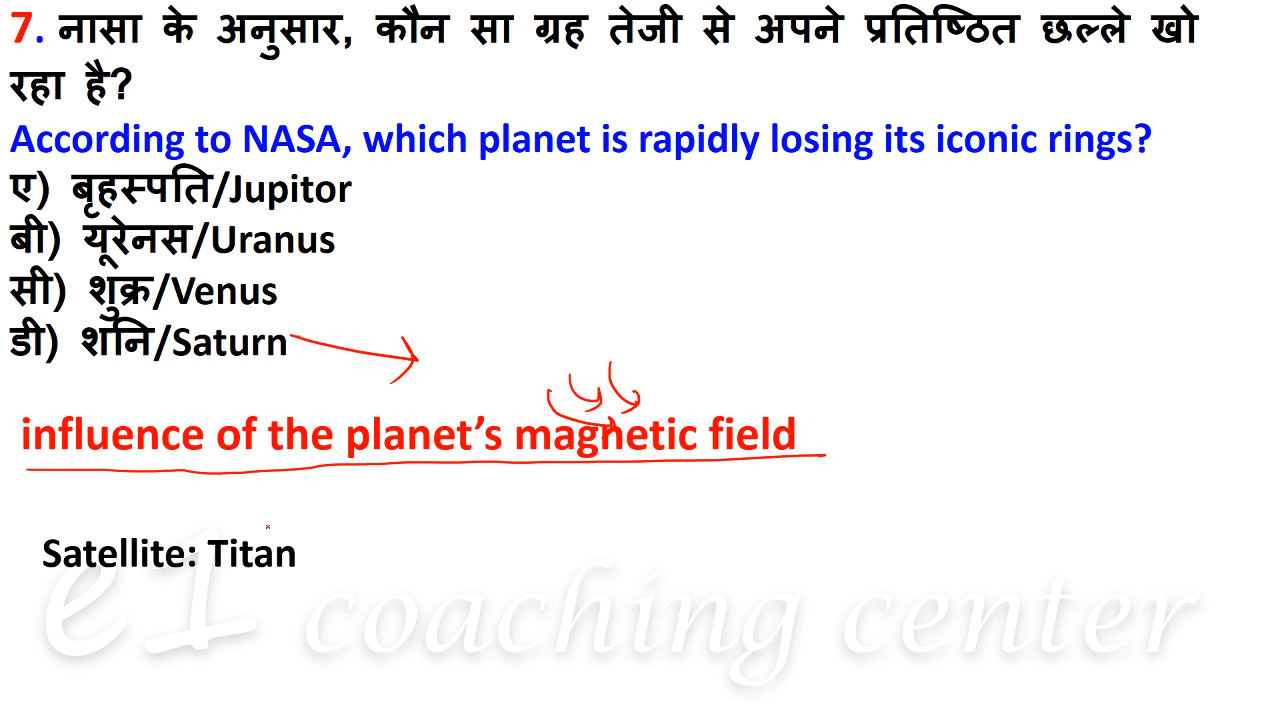 7. नासा के अनुसार, कौन सा ग्रह तेजी से अपने प्रतिष्ठित छल्ले खो
रहा है?
According to NASA, which planet is rapidly losing its iconic rings?
ए) बृहस्पति/Jupitor
बी) यूरेनस/Uranus
सी) शुक्र/Venus
डी) शनि/Saturn
influence of the planet’s magnetic field
Satellite: Titan
e1 coaching center